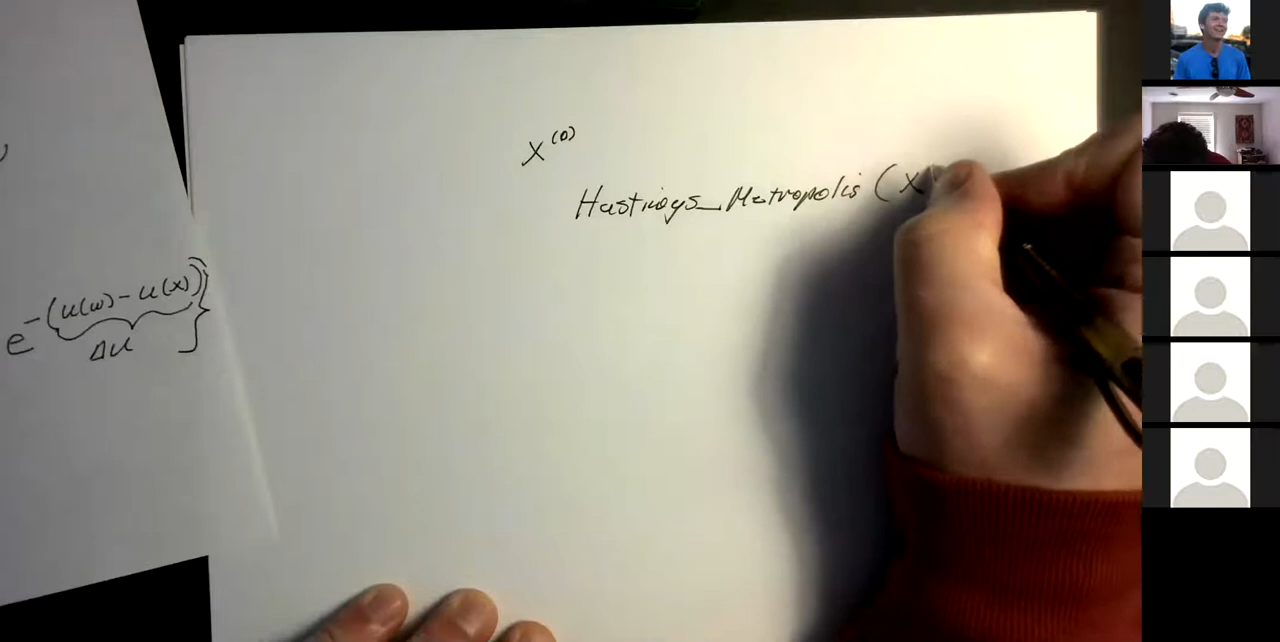 x^(0)
Hastings_Metropolis (x
e^-(u(w) - u(x))}
Δu